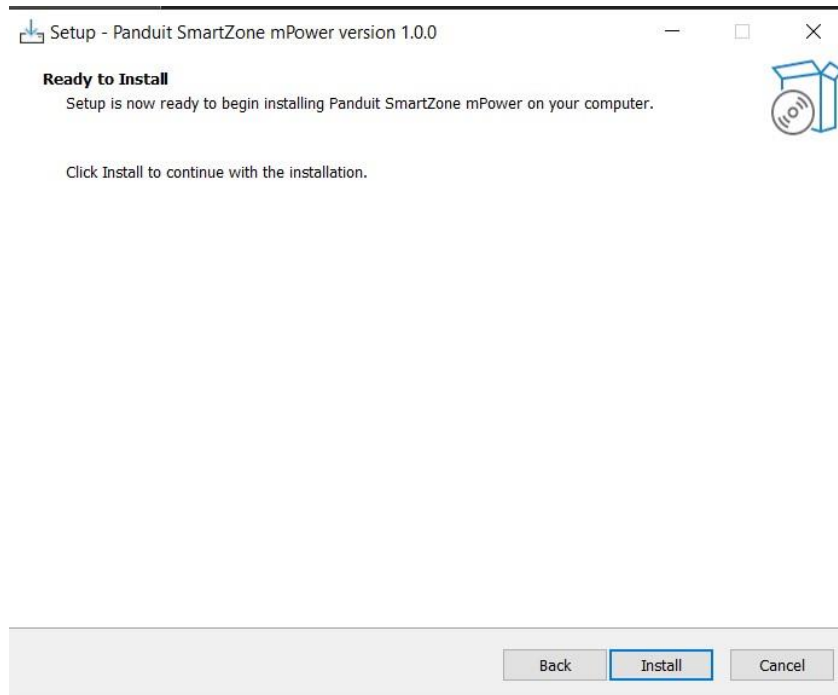 Setup - Panduit SmartZone mPower version 1.0.0
Ready to Install
Setup is now ready to begin installing Panduit SmartZone mPower on your computer.
Click Install to continue with the installation.
Back Install Cancel